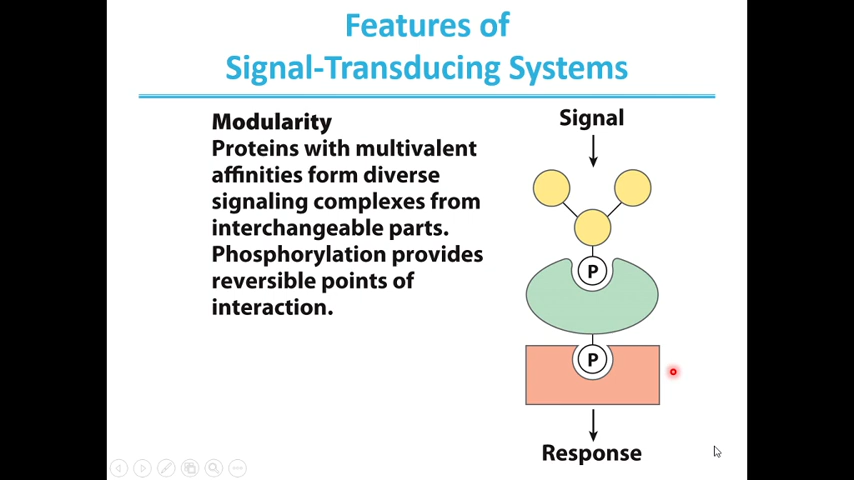 Features of
Signal-Transducing Systems
Modularity
Proteins with multivalent
affinities form diverse
signaling complexes from
interchangeable parts.
Phosphorylation provides
reversible points of
interaction.
Signal
P
P
Response